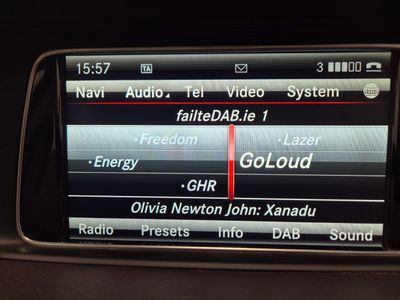 15:57 TA 3
Navi Audio Tel Video System
failteDAB.ie 1
•Freedom •Lazer
•Energy GoLoud
•GHR
Olivia Newton John: Xanadu
Radio Presets Info DAB Sound